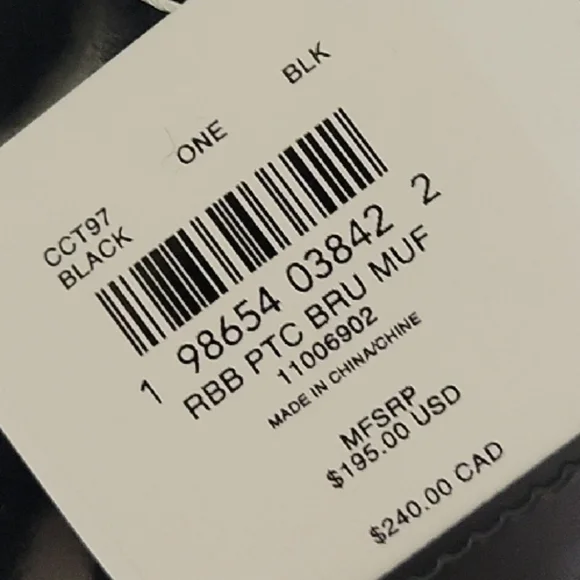 BLK
ONE
CCT97
BLACK
1 98654 03842 2
RBB PTC BRU MUF
11006902
MADE IN CHINA/CHINE
MFSRP
$195.00 USD
$240.00 CAD